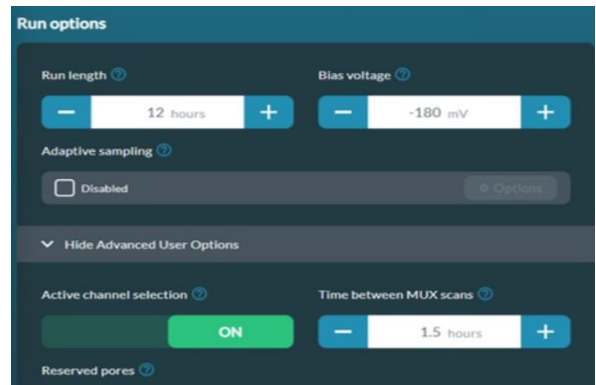 Run options
Run length ?
Bias voltage ?
− 12 hours +
− -180 mV +
Adaptive sampling ?
Disabled
Options
Hide Advanced User Options
Active channel selection ?
Time between MUX scans ?
ON
− 1.5 hours +
Reserved pores ?